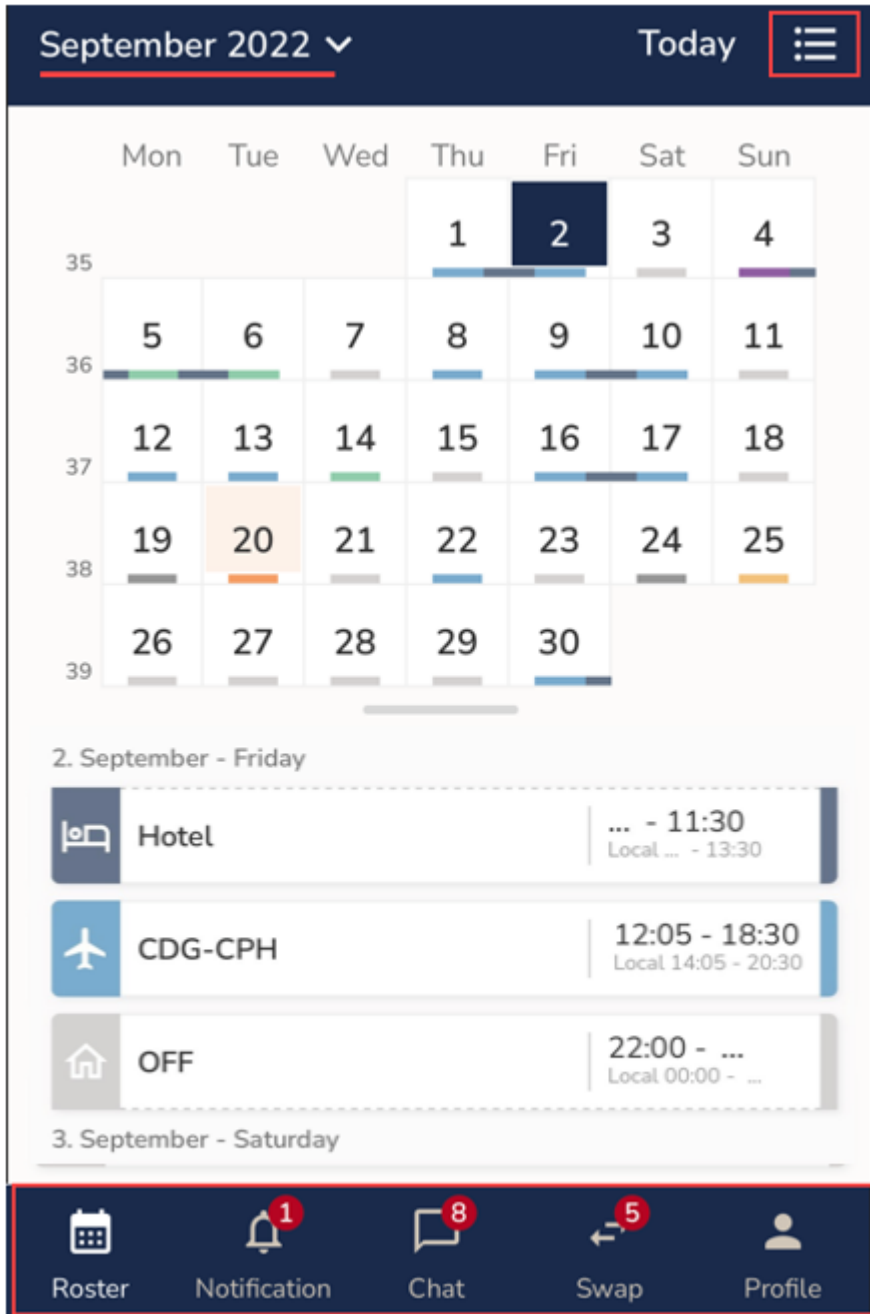 September 2022 Today
Mon Tue Wed Thu Fri Sat Sun
35 1 2 3 4
36 5 6 7 8 9 10 11
37 12 13 14 15 16 17 18
38 19 20 21 22 23 24 25
39 26 27 28 29 30
2. September - Friday
Hotel ... - 11:30
Local ... - 13:30
CDG-CPH 12:05 - 18:30
Local 14:05 - 20:30
OFF 22:00 - ...
Local 00:00 - ...
3. September - Saturday
1 8 5
Roster Notification Chat Swap Profile